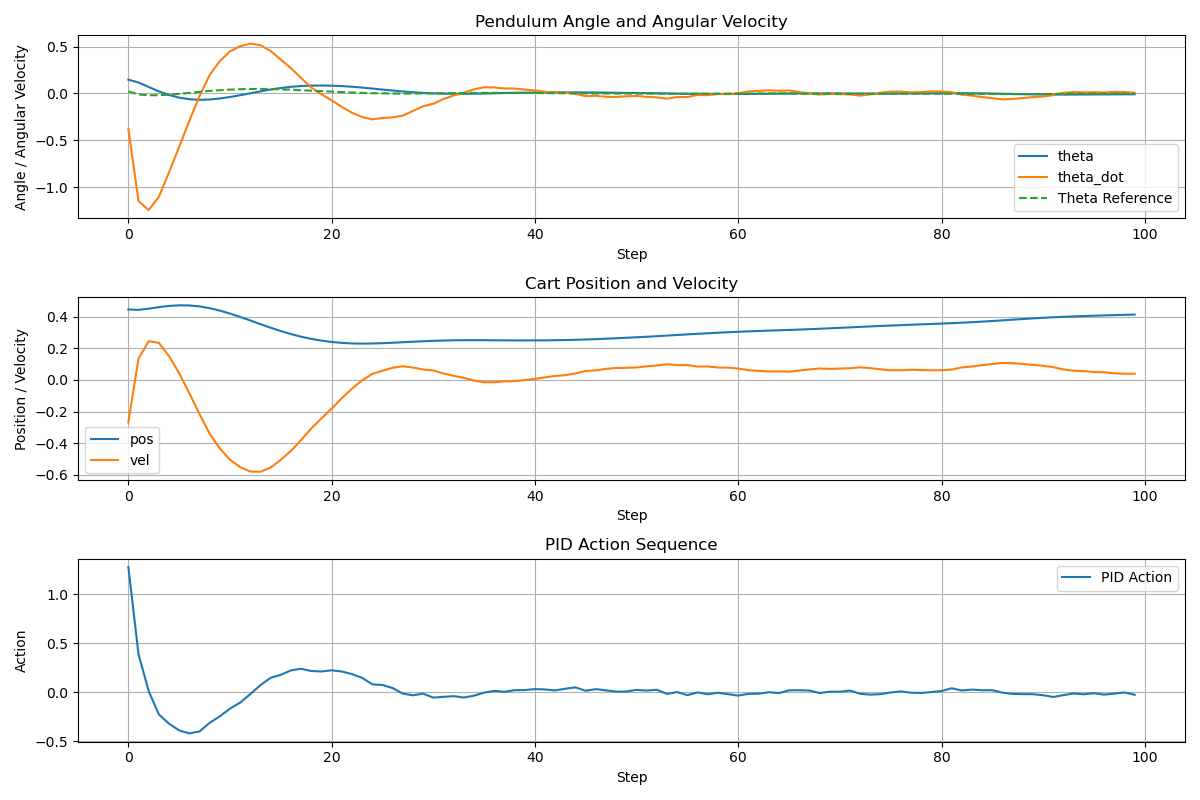 Pendulum Angle and Angular Velocity
Angle / Angular Velocity
0.5
0.0
−0.5
−1.0
theta
theta_dot
Theta Reference
0
20
40
60
80
100
Step
Cart Position and Velocity
Position / Velocity
0.4
0.2
0.0
−0.2
−0.4
−0.6
pos
vel
0
20
40
60
80
100
Step
PID Action Sequence
Action
1.0
0.5
0.0
−0.5
PID Action
0
20
40
60
80
100
Step